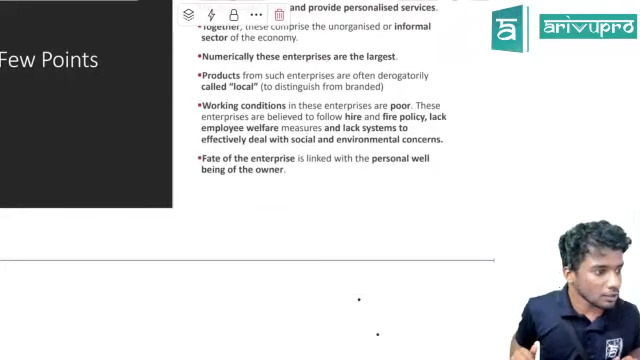 and provide personalised services.
Few Points
•Together, these comprise the unorganised or informal
sector of the economy.
•Numerically these enterprises are the largest.
•Products from such enterprises are often derogatorily
called “local” (to distinguish from branded)
•Working conditions in these enterprises are poor. These
enterprises are believed to follow hire and fire policy, lack
employee welfare measures and lack systems to
effectively deal with social and environmental concerns.
•Fate of the enterprise is linked with the personal well
being of the owner.
ARIVUPRO